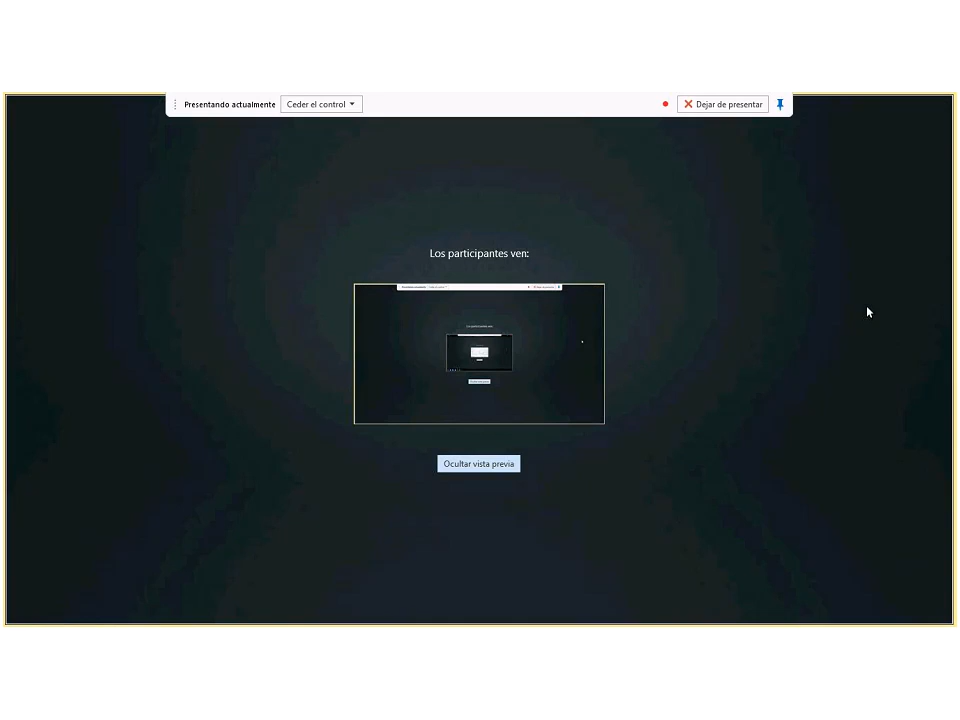 Presentando actualmente Ceder el control Dejar de presentar
Los participantes ven:
Ocultar vista previa